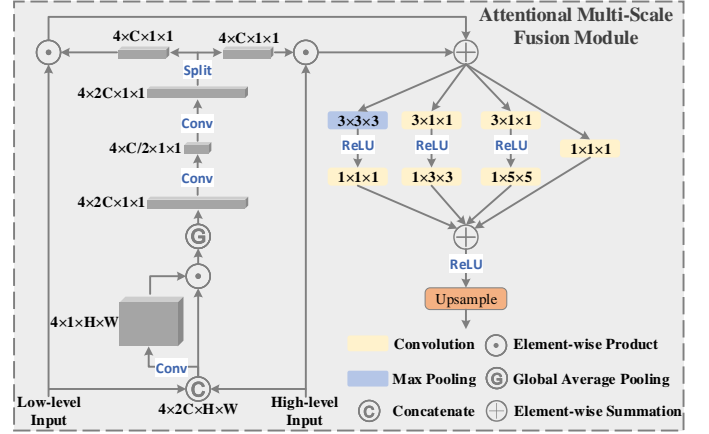 Attentional Multi-Scale
Fusion Module
4×C×1×1
4×C×1×1
Split
4×2C×1×1
Conv
4×C/2×1×1
Conv
4×2C×1×1
G
4×1×H×W
Conv
C
4×2C×H×W
Low-level
Input
High-level
Input
3×3×3
3×1×1
3×1×1
ReLU
ReLU
ReLU
1×1×1
1×1×1
1×3×3
1×5×5
ReLU
Upsample
Convolution
Element-wise Product
Max Pooling
G
Global Average Pooling
C
Concatenate
Element-wise Summation